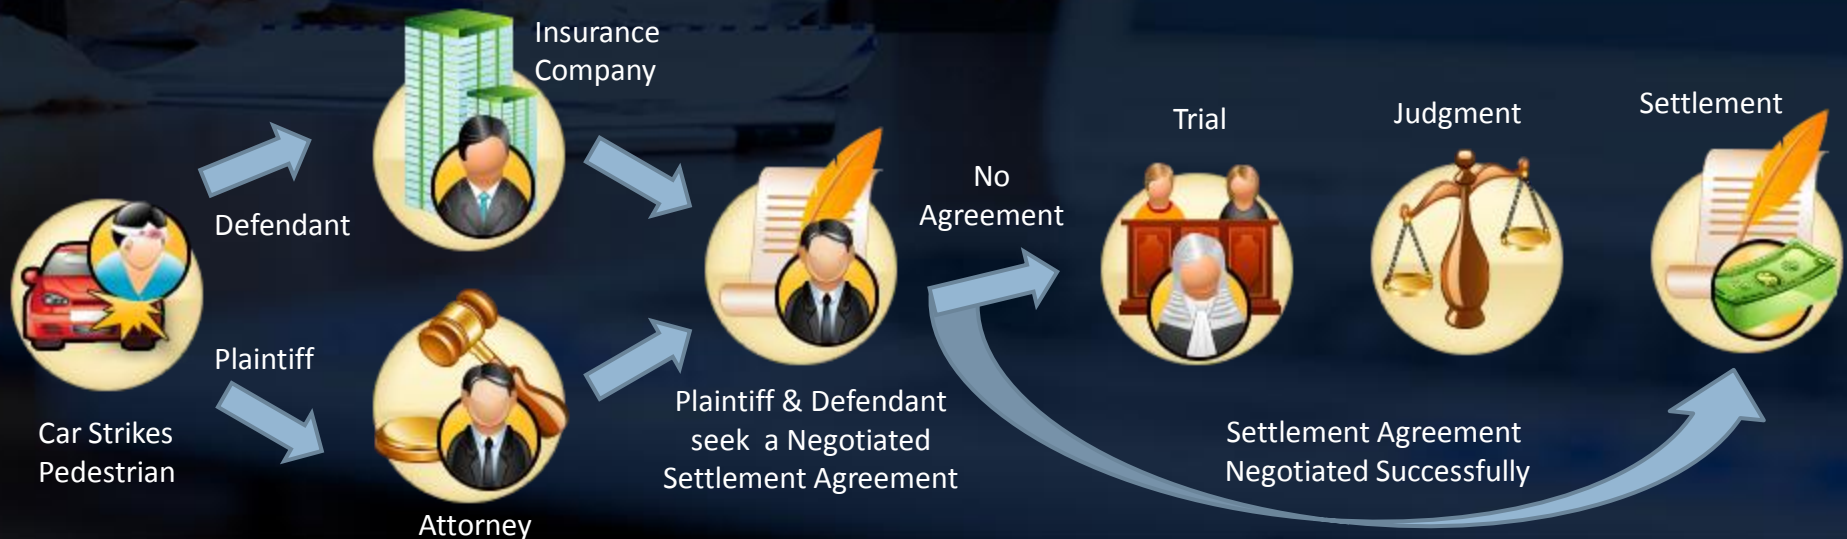 Car Strikes
Pedestrian
Defendant
Plaintiff
Insurance
Company
Attorney
Plaintiff & Defendant
seek a Negotiated
Settlement Agreement
No
Agreement
Trial
Judgment
Settlement
Settlement Agreement
Negotiated Successfully